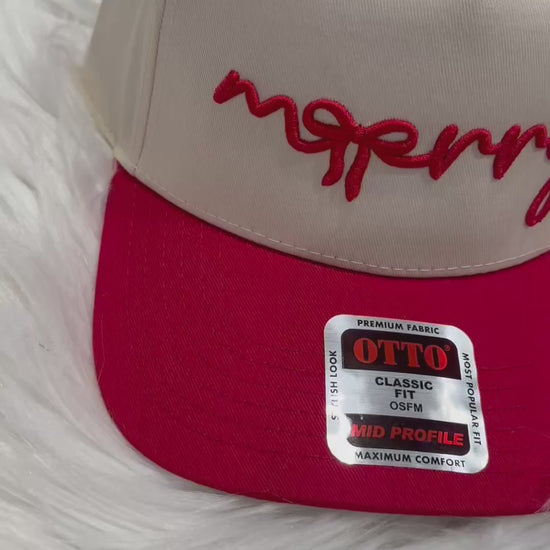 merry
PREMIUM FABRIC
STYLISH LOOK
OTTO®
CLASSIC
FIT
OSFM
MID PROFILE
MOST POPULAR FIT
MAXIMUM COMFORT